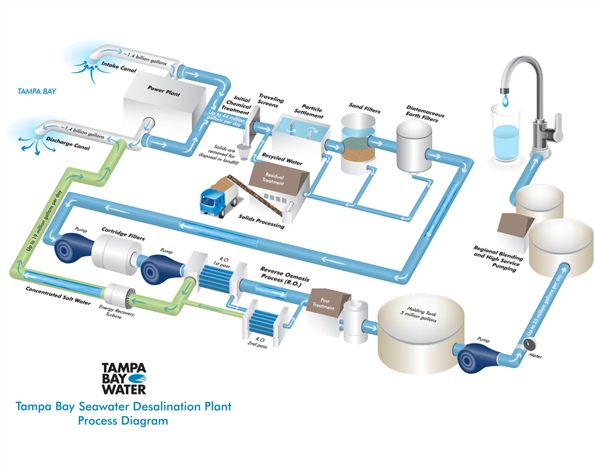 ~1.4 billion gallons
Intake Canal
TAMPA BAY
Power Plant
~1.4 billion gallons
Discharge Canal
Up to 44 million
gallons per day
Initial
Chemical
Treatment
Traveling
Screens
Particle
Settlement
Sand Filters
Diatomaceous
Earth Filters
Solids are
removed for
disposal in landfill
Recycled Water
Residual
Treatment
Solids Processing
Up to 19 million gallons per day
Pump
Cartridge Filters
Pump
R.O.
1st pass
Reverse Osmosis
Process (R.O.)
Concentrated Salt Water
Energy Recovery
Turbine
R.O.
2nd pass
Post
Treatment
Holding Tank
5 million gallons
Pump
Meter
Up to 25 million gallons per day
Regional Blending
and High Service
Pumping
TAMPA
BAY
WATER
Tampa Bay Seawater Desalination Plant
Process Diagram